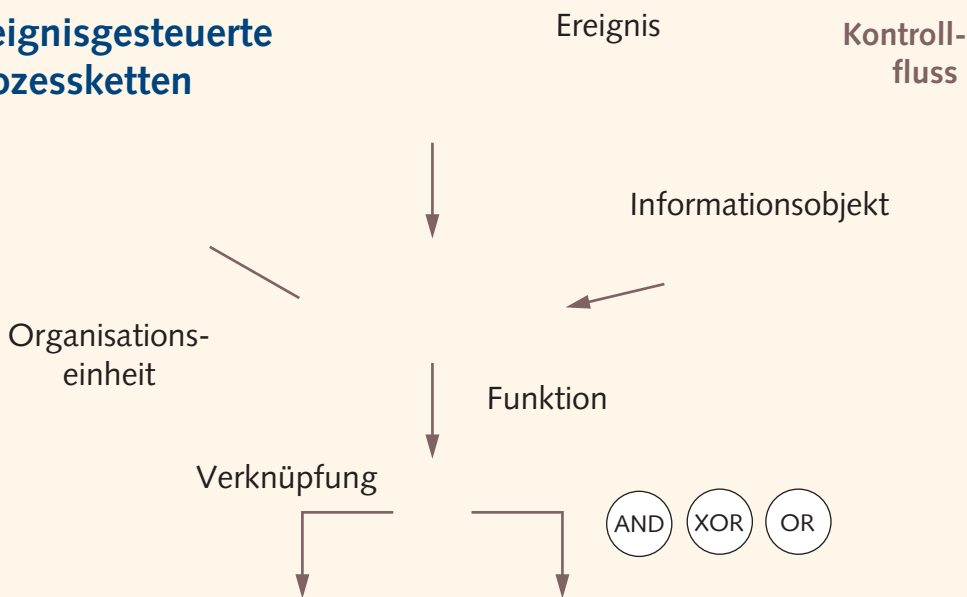 eignisgesteuerte
ozessketten
Ereignis
Kontroll-
fluss
Informationsobjekt
Organisations-
einheit
Funktion
Verknüpfung
AND XOR OR